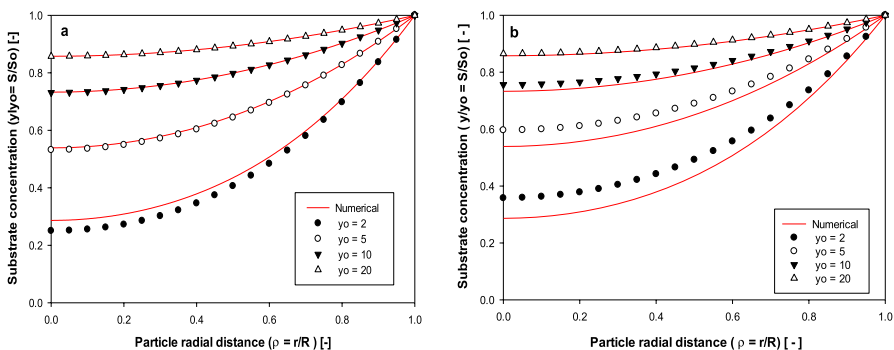 a
1.0
0.8
0.6
0.4
0.2
0.0
Substrate concentration (y/yo= S/So) [-]
Numerical
yo = 2
yo = 5
yo = 10
yo = 20
0.0 0.2 0.4 0.6 0.8 1.0
Particle radial distance (ρ = r/R ) [-]
b
1.0
0.8
0.6
0.4
0.2
0.0
Substrate concentration ( y/yo = S/So) [ - ]
Numerical
yo = 2
yo = 5
yo = 10
yo = 20
0.0 0.2 0.4 0.6 0.8 1.0
Particle radial distance (ρ = r/R) [ - ]